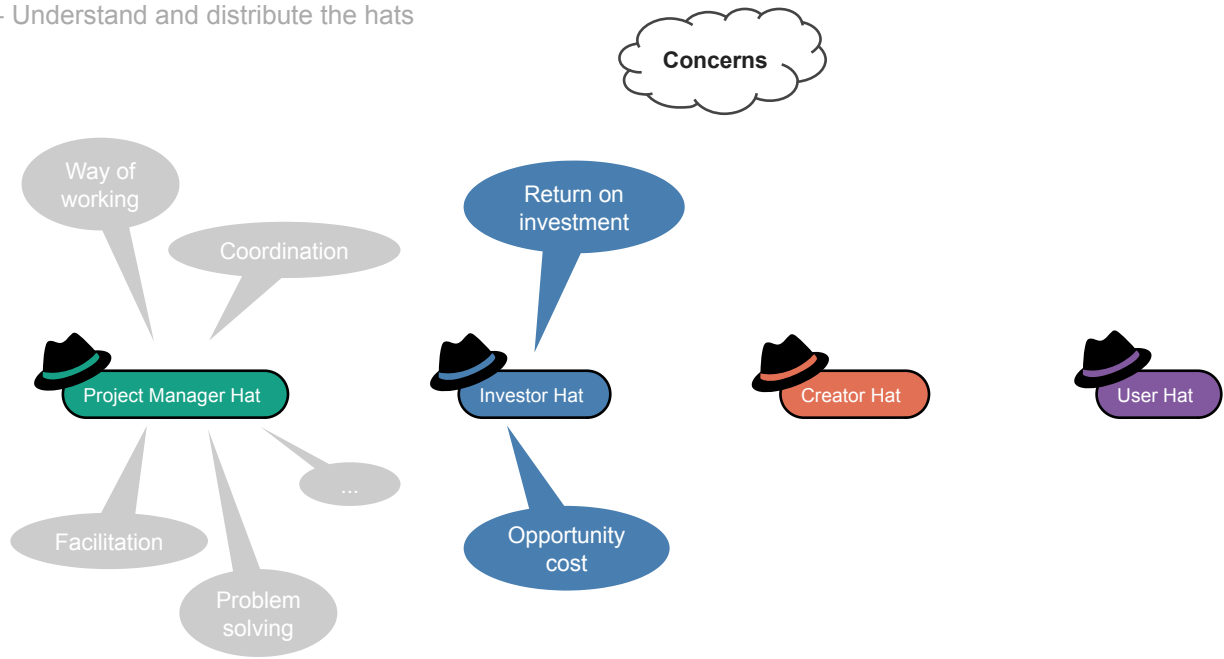 - Understand and distribute the hats
Concerns
Way of
working
Coordination
Return on
investment
Project Manager Hat
Investor Hat
Creator Hat
User Hat
...
Facilitation
Opportunity
cost
Problem
solving